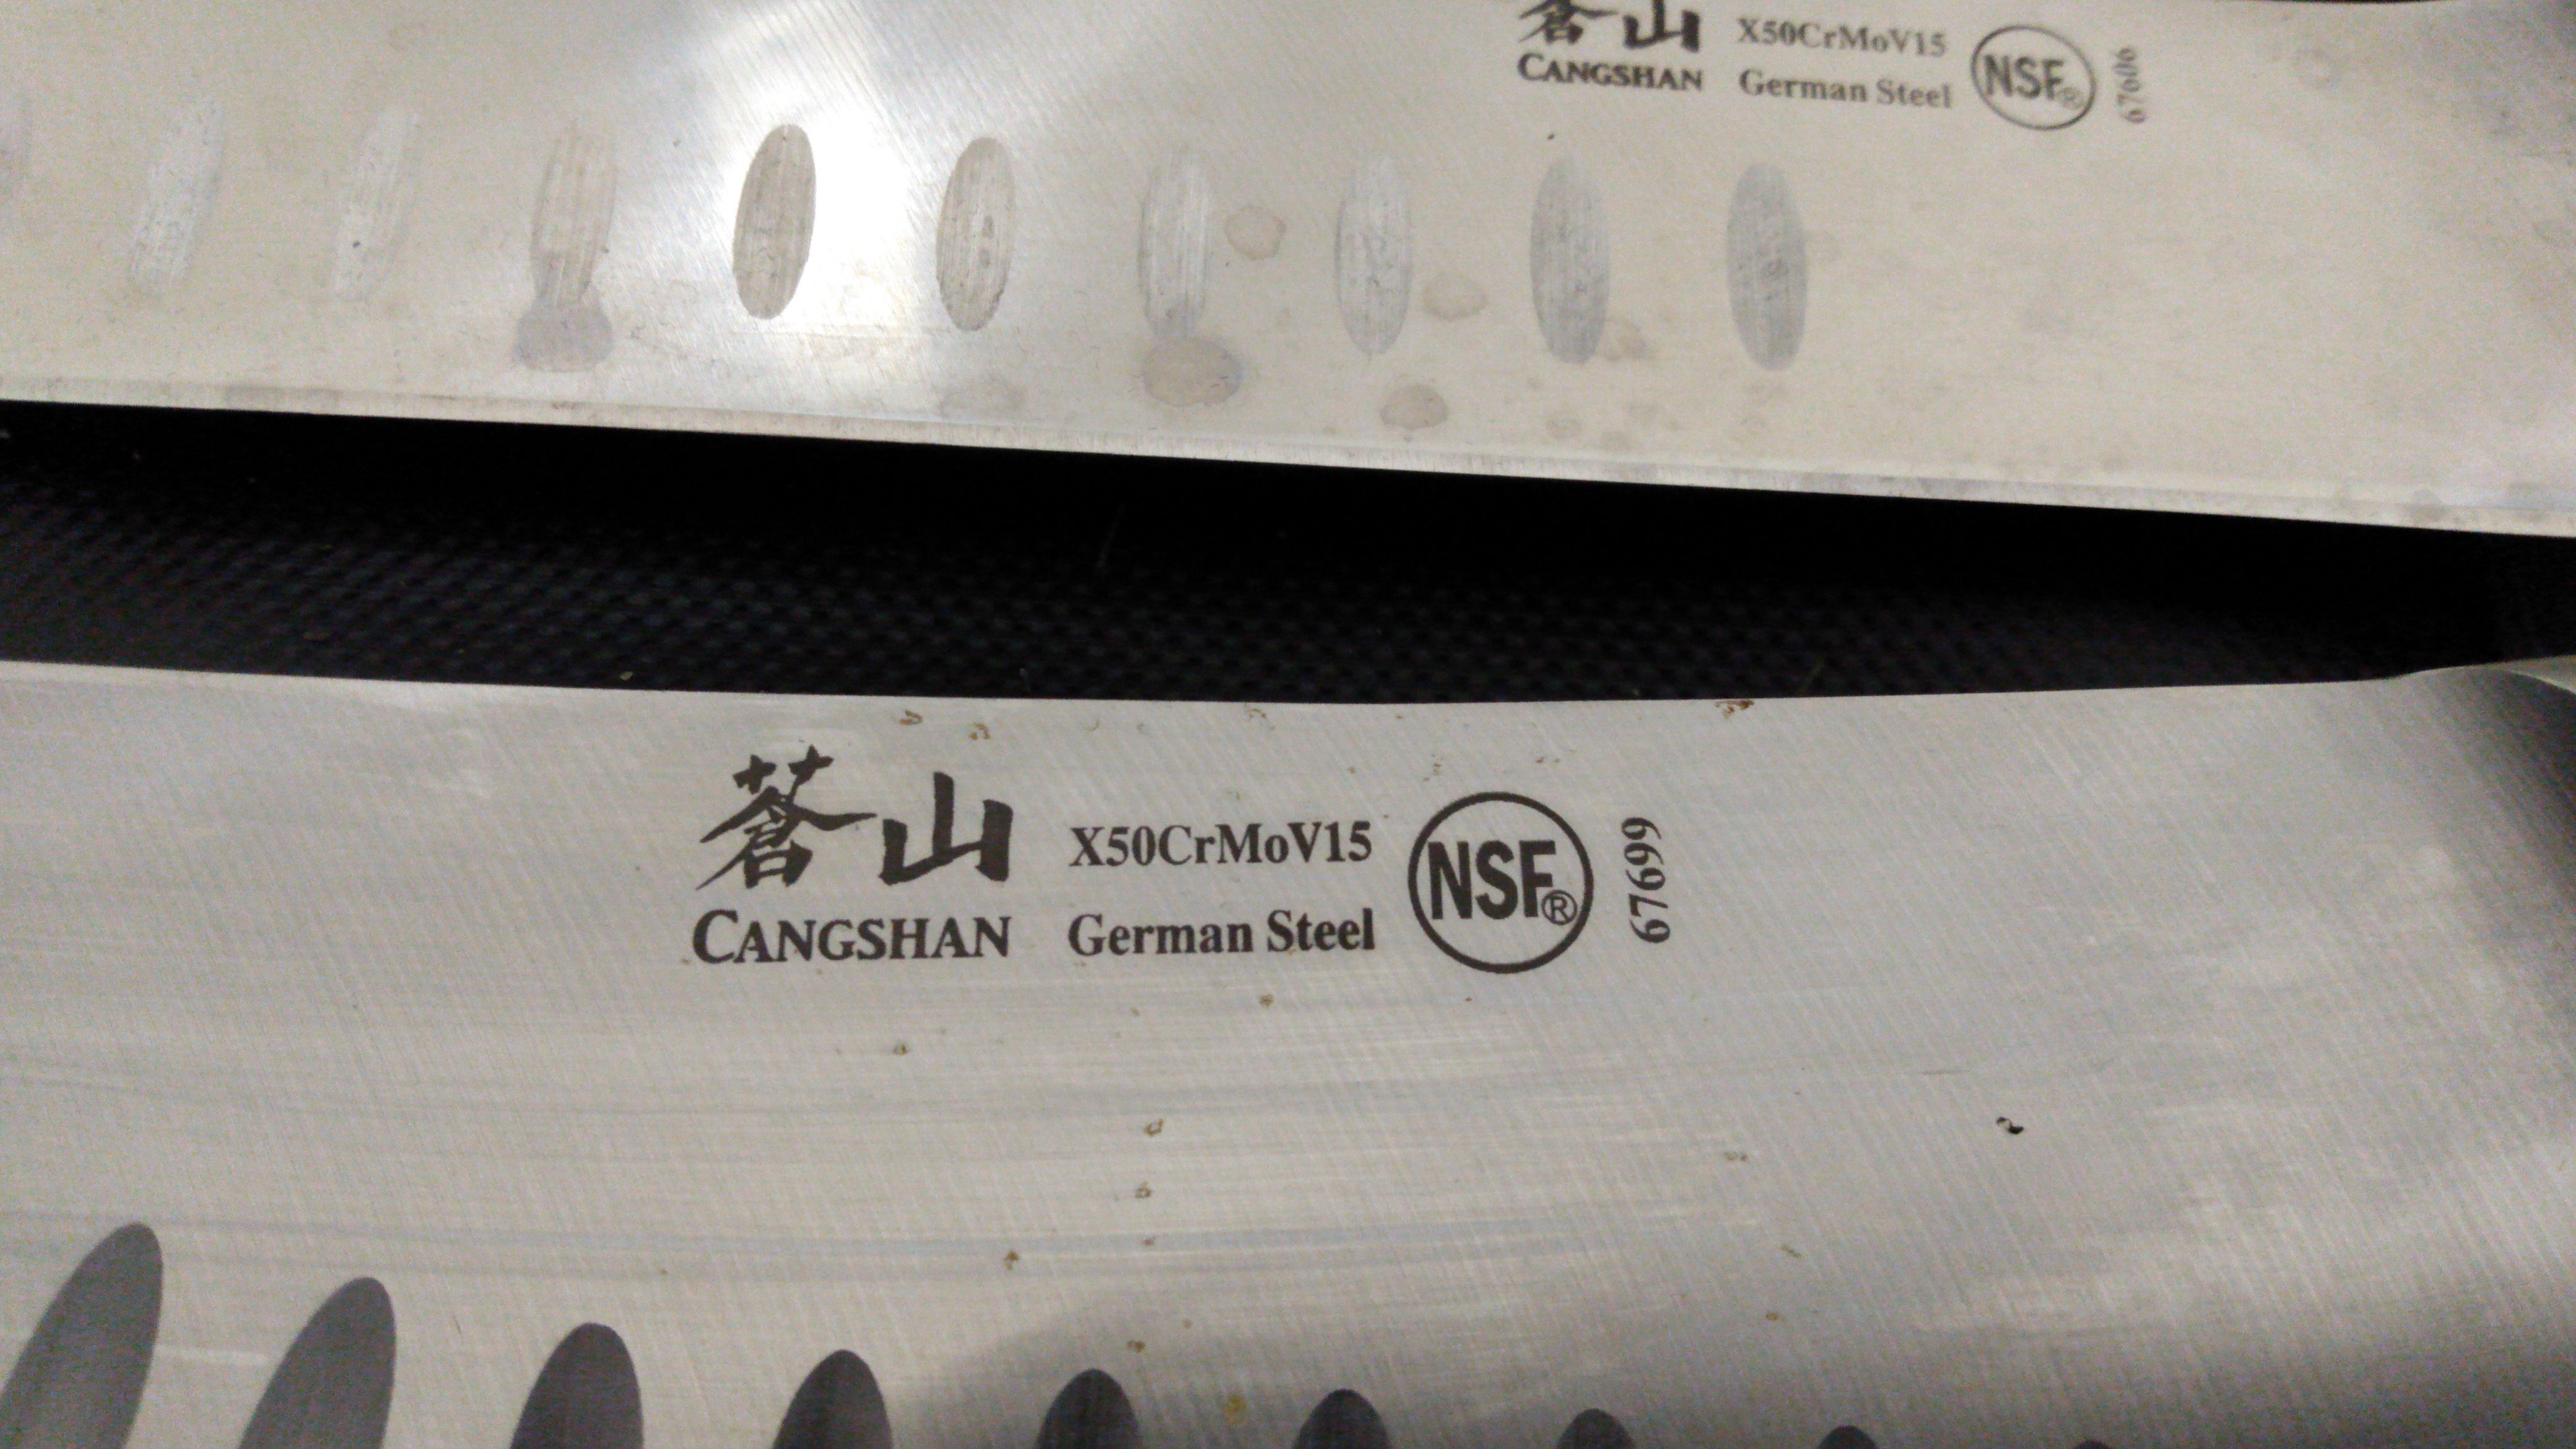 蒼山
CANGSHAN
X50CrMoV15
German Steel
NSF®
67606
蒼山
CANGSHAN
X50CrMoV15
German Steel
NSF®
67699